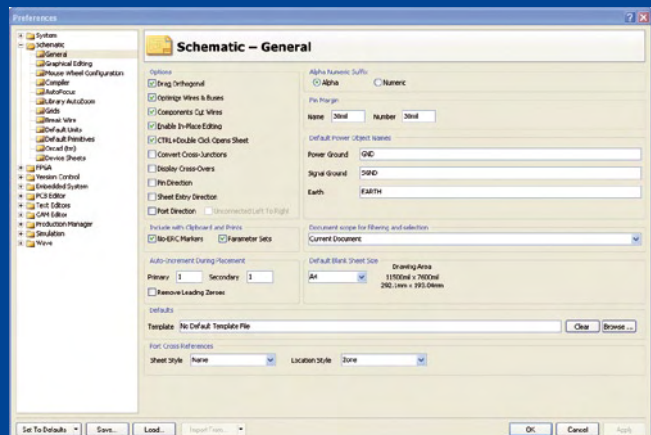 Preferences
System
Schematic
General
Graphical Editing
Mouse Wheel Configuration
Compiler
AutoFocus
Library AutoZoom
Grids
Break Wire
Default Units
Default Primitives
Orcad (tm)
Device Sheets
FPGA
Version Control
Embedded System
PCB Editor
Text Editors
CAM Editor
Production Manager
Simulation
Wave
Schematic – General
Options
Drag Orthogonal
Optimize Wires & Buses
Components Cut Wires
Enable In-Place Editing
CTRL+Double Click Opens Sheet
Convert Cross-Junctions
Display Cross-Overs
Pin Direction
Sheet Entry Direction
Port Direction Unconnected Left To Right
Alpha Numeric Suffix
Alpha Numeric
Pin Margin
Name 30mil Number 30mil
Default Power Object Names
Power Ground GND
Signal Ground SGND
Earth EARTH
Include with Clipboard and Prints
No-ERC Markers Parameter Sets
Document scope for filtering and selection
Current Document
Auto-Increment During Placement
Primary 1 Secondary 1
Remove Leading Zeroes
Default Blank Sheet Size
A4
Drawing Area
11500mil x 7600mil
292.1mm x 193.04mm
Defaults
Template No Default Template File Clear Browse ...
Port Cross References
Sheet Style Name Location Style Zone
Set To Defaults Save... Load... Import From... OK Cancel Apply